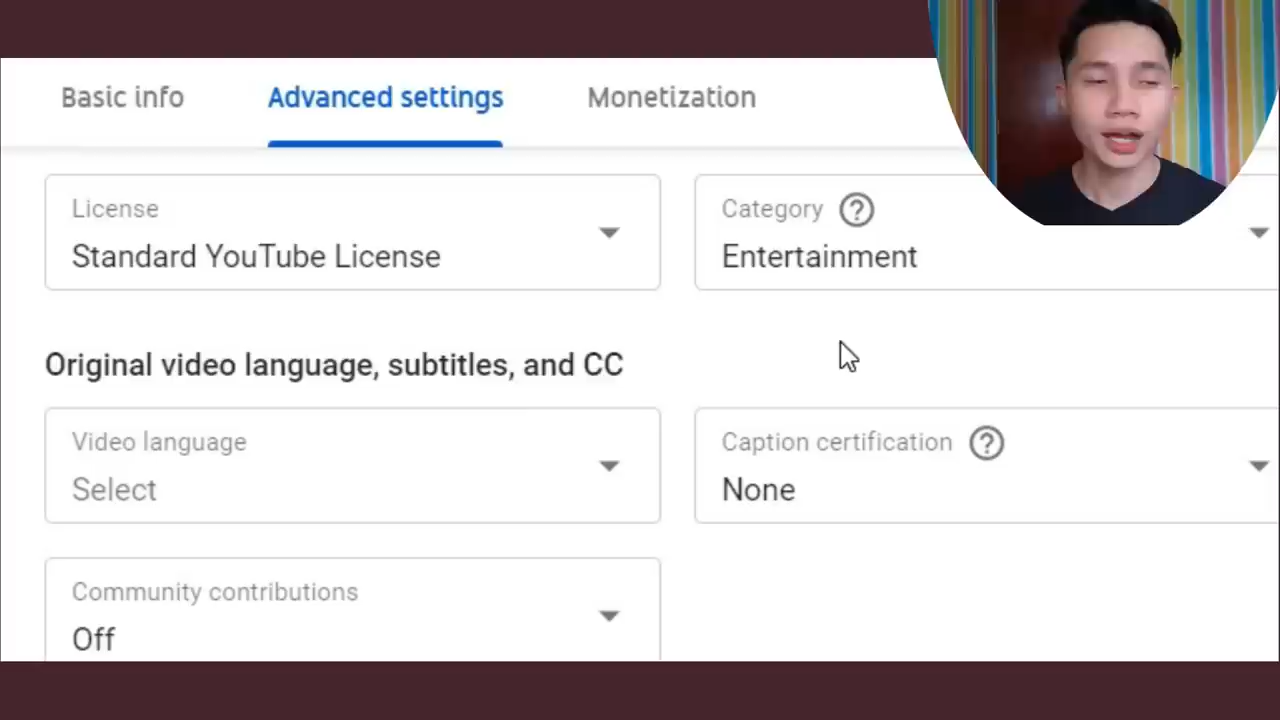 Basic info
Advanced settings
Monetization
License
Standard YouTube License
Category
Entertainment
Original video language, subtitles, and CC
Video language
Select
Caption certification
None
Community contributions
Off